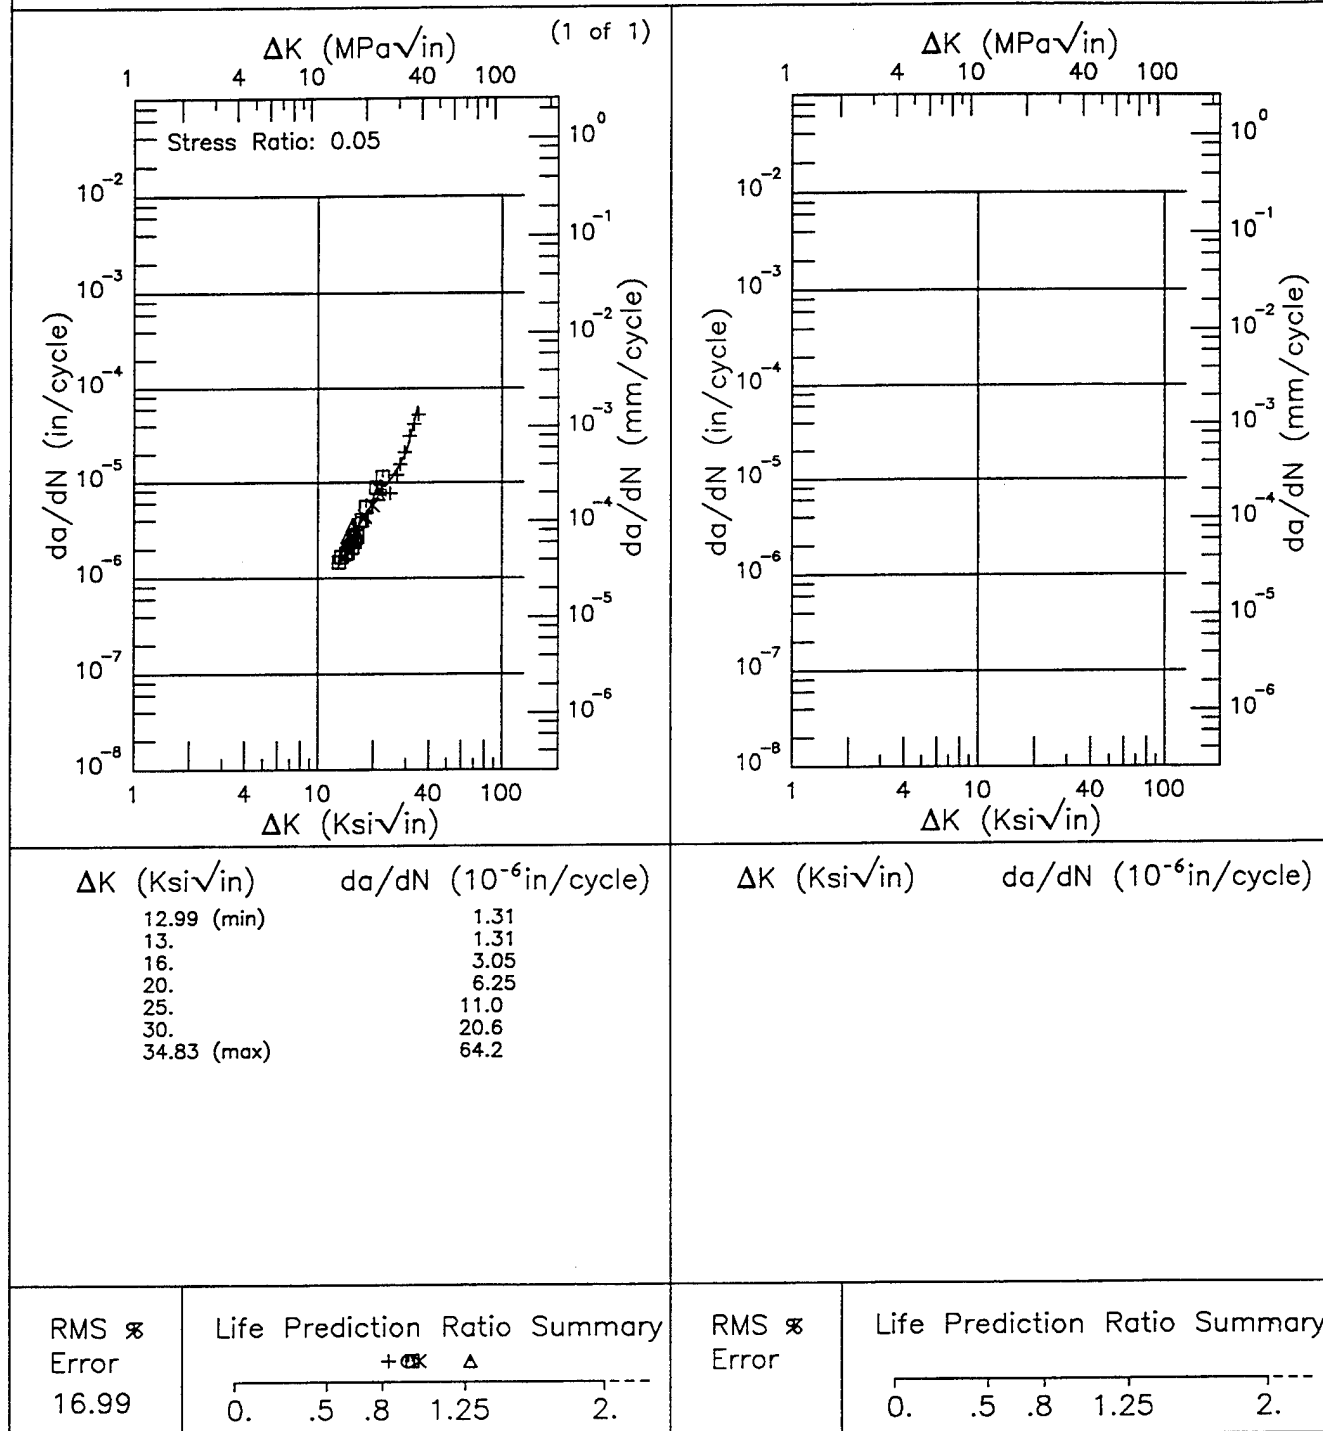 (1 of 1)
ΔK (MPa√in)
1 4 10 40 100
Stress Ratio: 0.05
10⁻²
10⁻³
10⁻⁴
10⁻⁵
10⁻⁶
10⁻⁷
10⁻⁸
da/dN (in/cycle)
10⁰
10⁻¹
10⁻²
10⁻³
10⁻⁴
10⁻⁵
10⁻⁶
da/dN (mm/cycle)
1 4 10 40 100
ΔK (Ksi√in)
ΔK (Ksi√in) da/dN (10⁻⁶in/cycle)
12.99 (min) 1.31
13. 1.31
16. 3.05
20. 6.25
25. 11.0
30. 20.6
34.83 (max) 64.2
RMS %
Error
16.99
Life Prediction Ratio Summary
0. .5 .8 1.25 2.
ΔK (MPa√in)
1 4 10 40 100
10⁻²
10⁻³
10⁻⁴
10⁻⁵
10⁻⁶
10⁻⁷
10⁻⁸
da/dN (in/cycle)
10⁰
10⁻¹
10⁻²
10⁻³
10⁻⁴
10⁻⁵
10⁻⁶
da/dN (mm/cycle)
1 4 10 40 100
ΔK (Ksi√in)
ΔK (Ksi√in) da/dN (10⁻⁶in/cycle)
RMS %
Error
Life Prediction Ratio Summary
0. .5 .8 1.25 2.